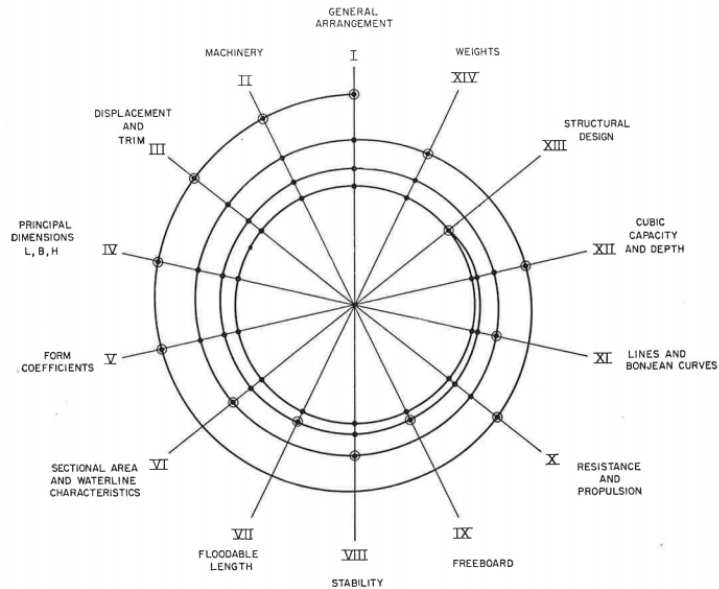 GENERAL
ARRANGEMENT
I
WEIGHTS
XIV
STRUCTURAL
DESIGN
XIII
CUBIC
CAPACITY
AND DEPTH
XII
XI
LINES AND
BONJEAN CURVES
X
RESISTANCE AND
PROPULSION
IX
FREEBOARD
VIII
STABILITY
VII
FLOODABLE
LENGTH
VI
SECTIONAL AREA
AND WATERLINE
CHARACTERISTICS
V
FORM
COEFFICIENTS
IV
PRINCIPAL
DIMENSIONS
L, B, H
DISPLACEMENT
AND
TRIM
III
MACHINERY
II